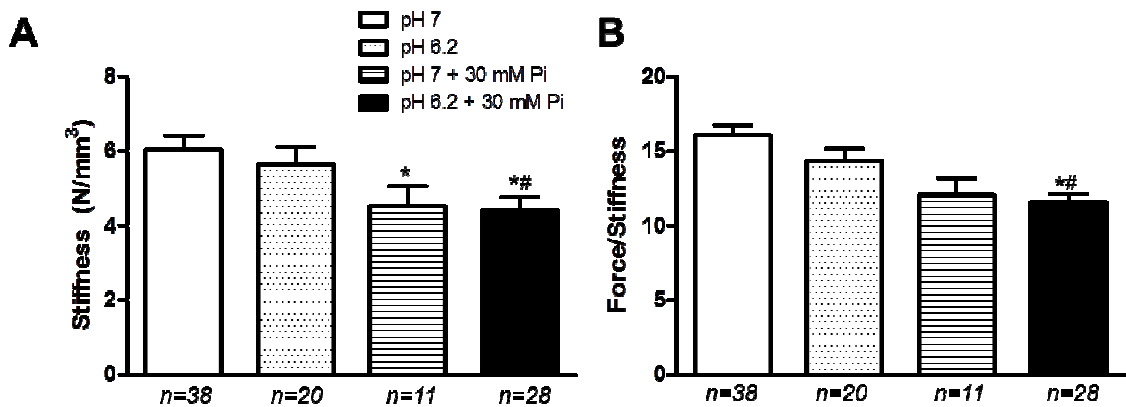 A
pH 7
pH 6.2
pH 7 + 30 mM Pi
pH 6.2 + 30 mM Pi
Stiffness (N/mm³)
8
6
4
2
0
*
*#
n=38
n=20
n=11
n=28
B
Force/Stiffness
20
15
10
5
0
*#
n=38
n=20
n=11
n=28